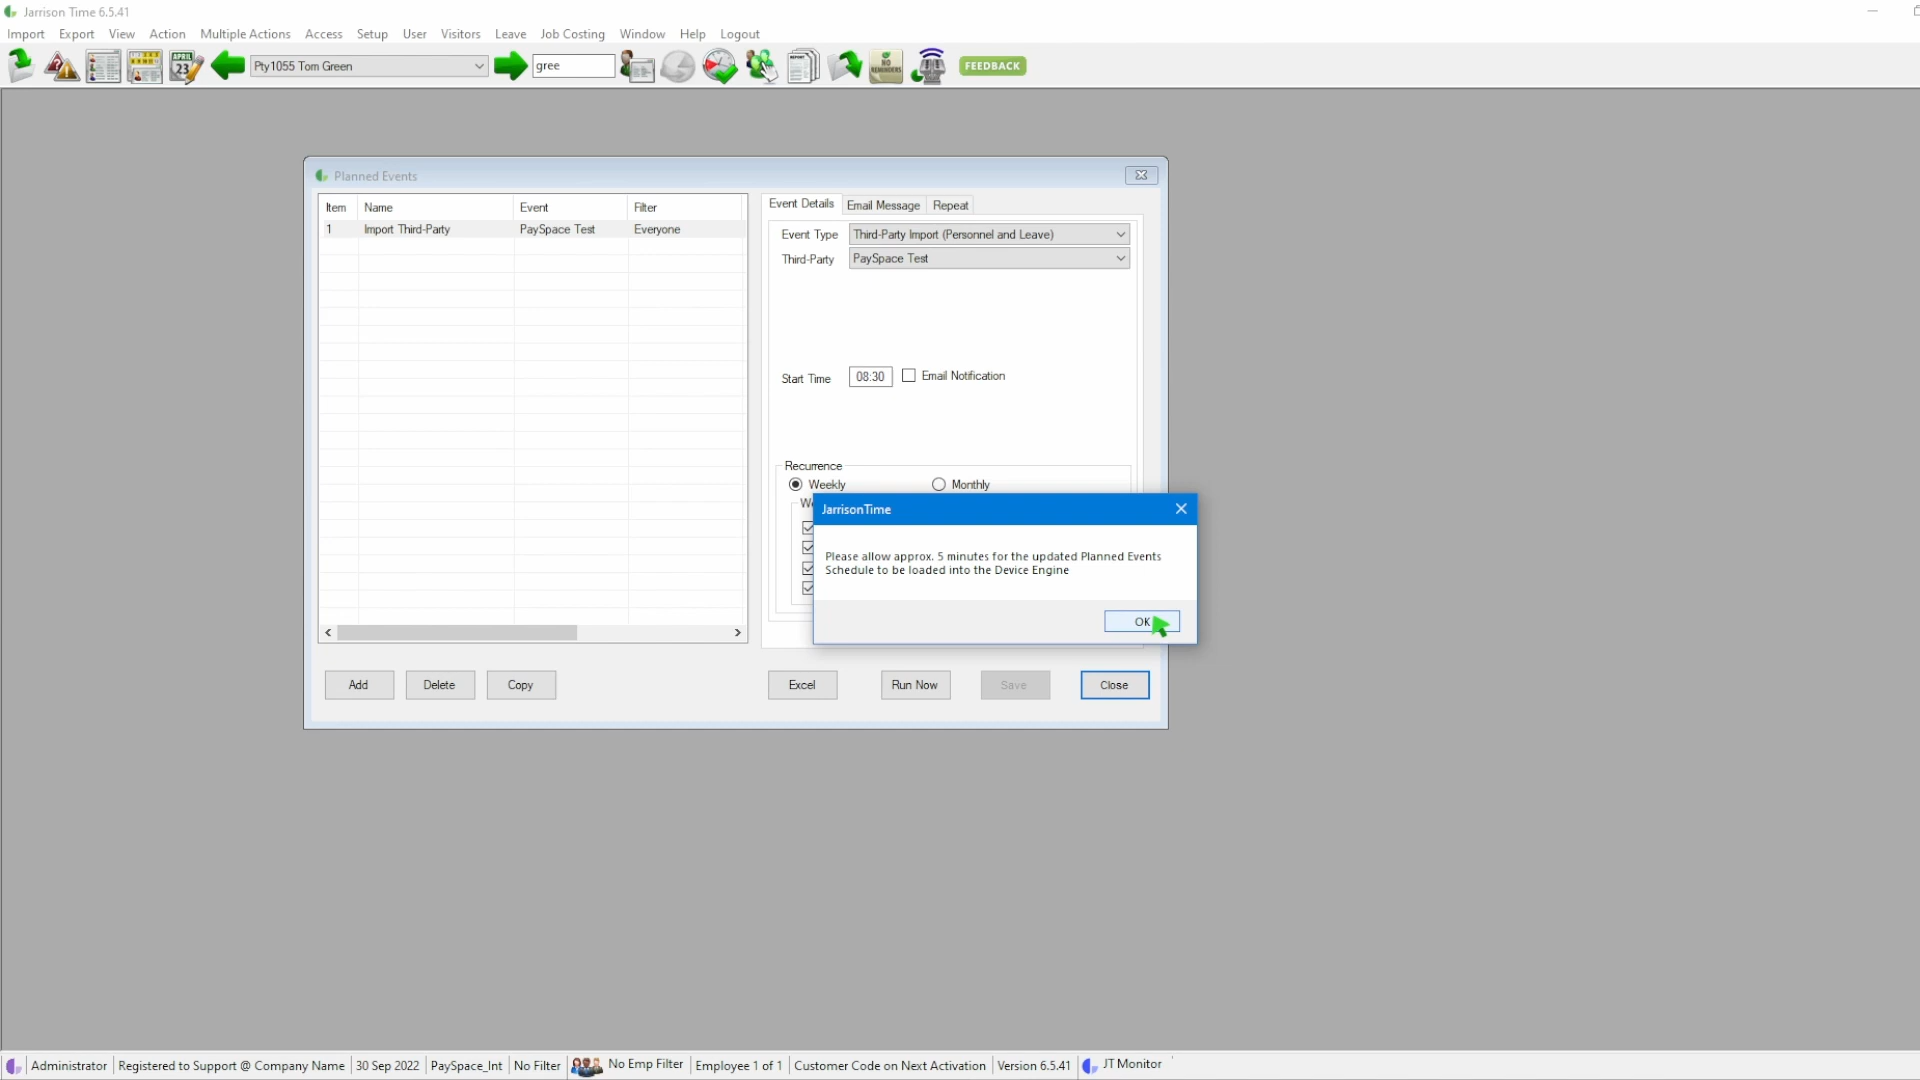 Jarrison Time 6.5.41
Import Export View Action Multiple Actions Access Setup User Visitors Leave Job Costing Window Help Logout
APRIL 23 Pty1055 Tom Green gree REPORT NO REMINDERS FEEDBACK
Planned Events
Item Name Event Filter
1 Import Third-Party PaySpace Test Everyone
Event Details Email Message Repeat
Event Type Third-Party Import (Personnel and Leave)
Third-Party PaySpace Test
Start Time 08:30 Email Notification
Recurrence
Weekly Monthly
JarrisonTime
Please allow approx. 5 minutes for the updated Planned Events
Schedule to be loaded into the Device Engine
OK
Add Delete Copy Excel Run Now Save Close
Administrator Registered to Support @ Company Name 30 Sep 2022 PaySpace_Int No Filter No Emp Filter Employee 1 of 1 Customer Code on Next Activation Version 6.5.41 JT Monitor